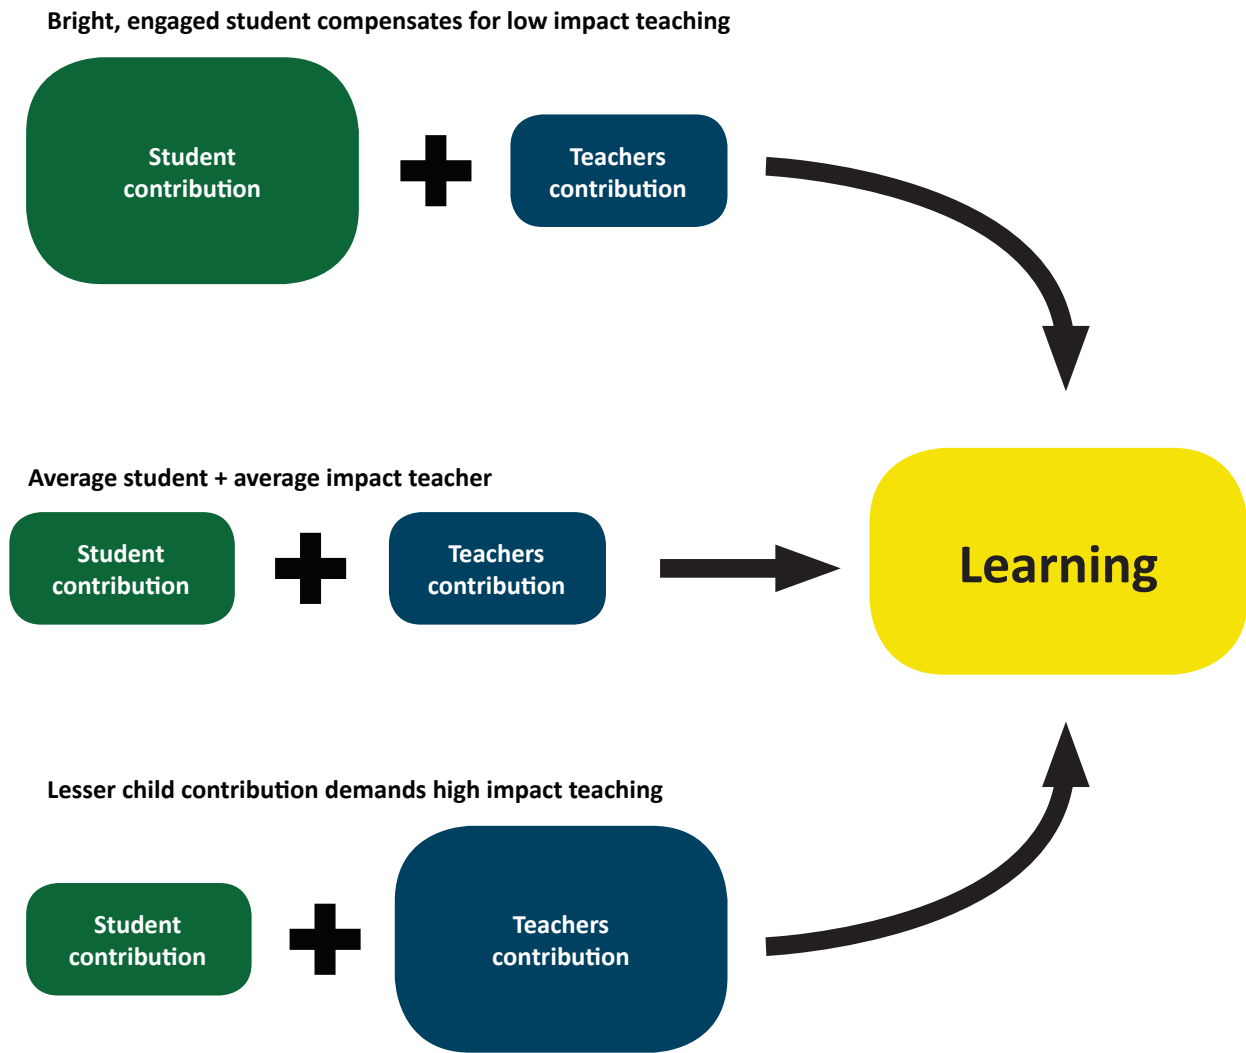 Bright, engaged student compensates for low impact teaching
Student
contribution
Teachers
contribution
Average student + average impact teacher
Student
contribution
Teachers
contribution
Learning
Lesser child contribution demands high impact teaching
Student
contribution
Teachers
contribution